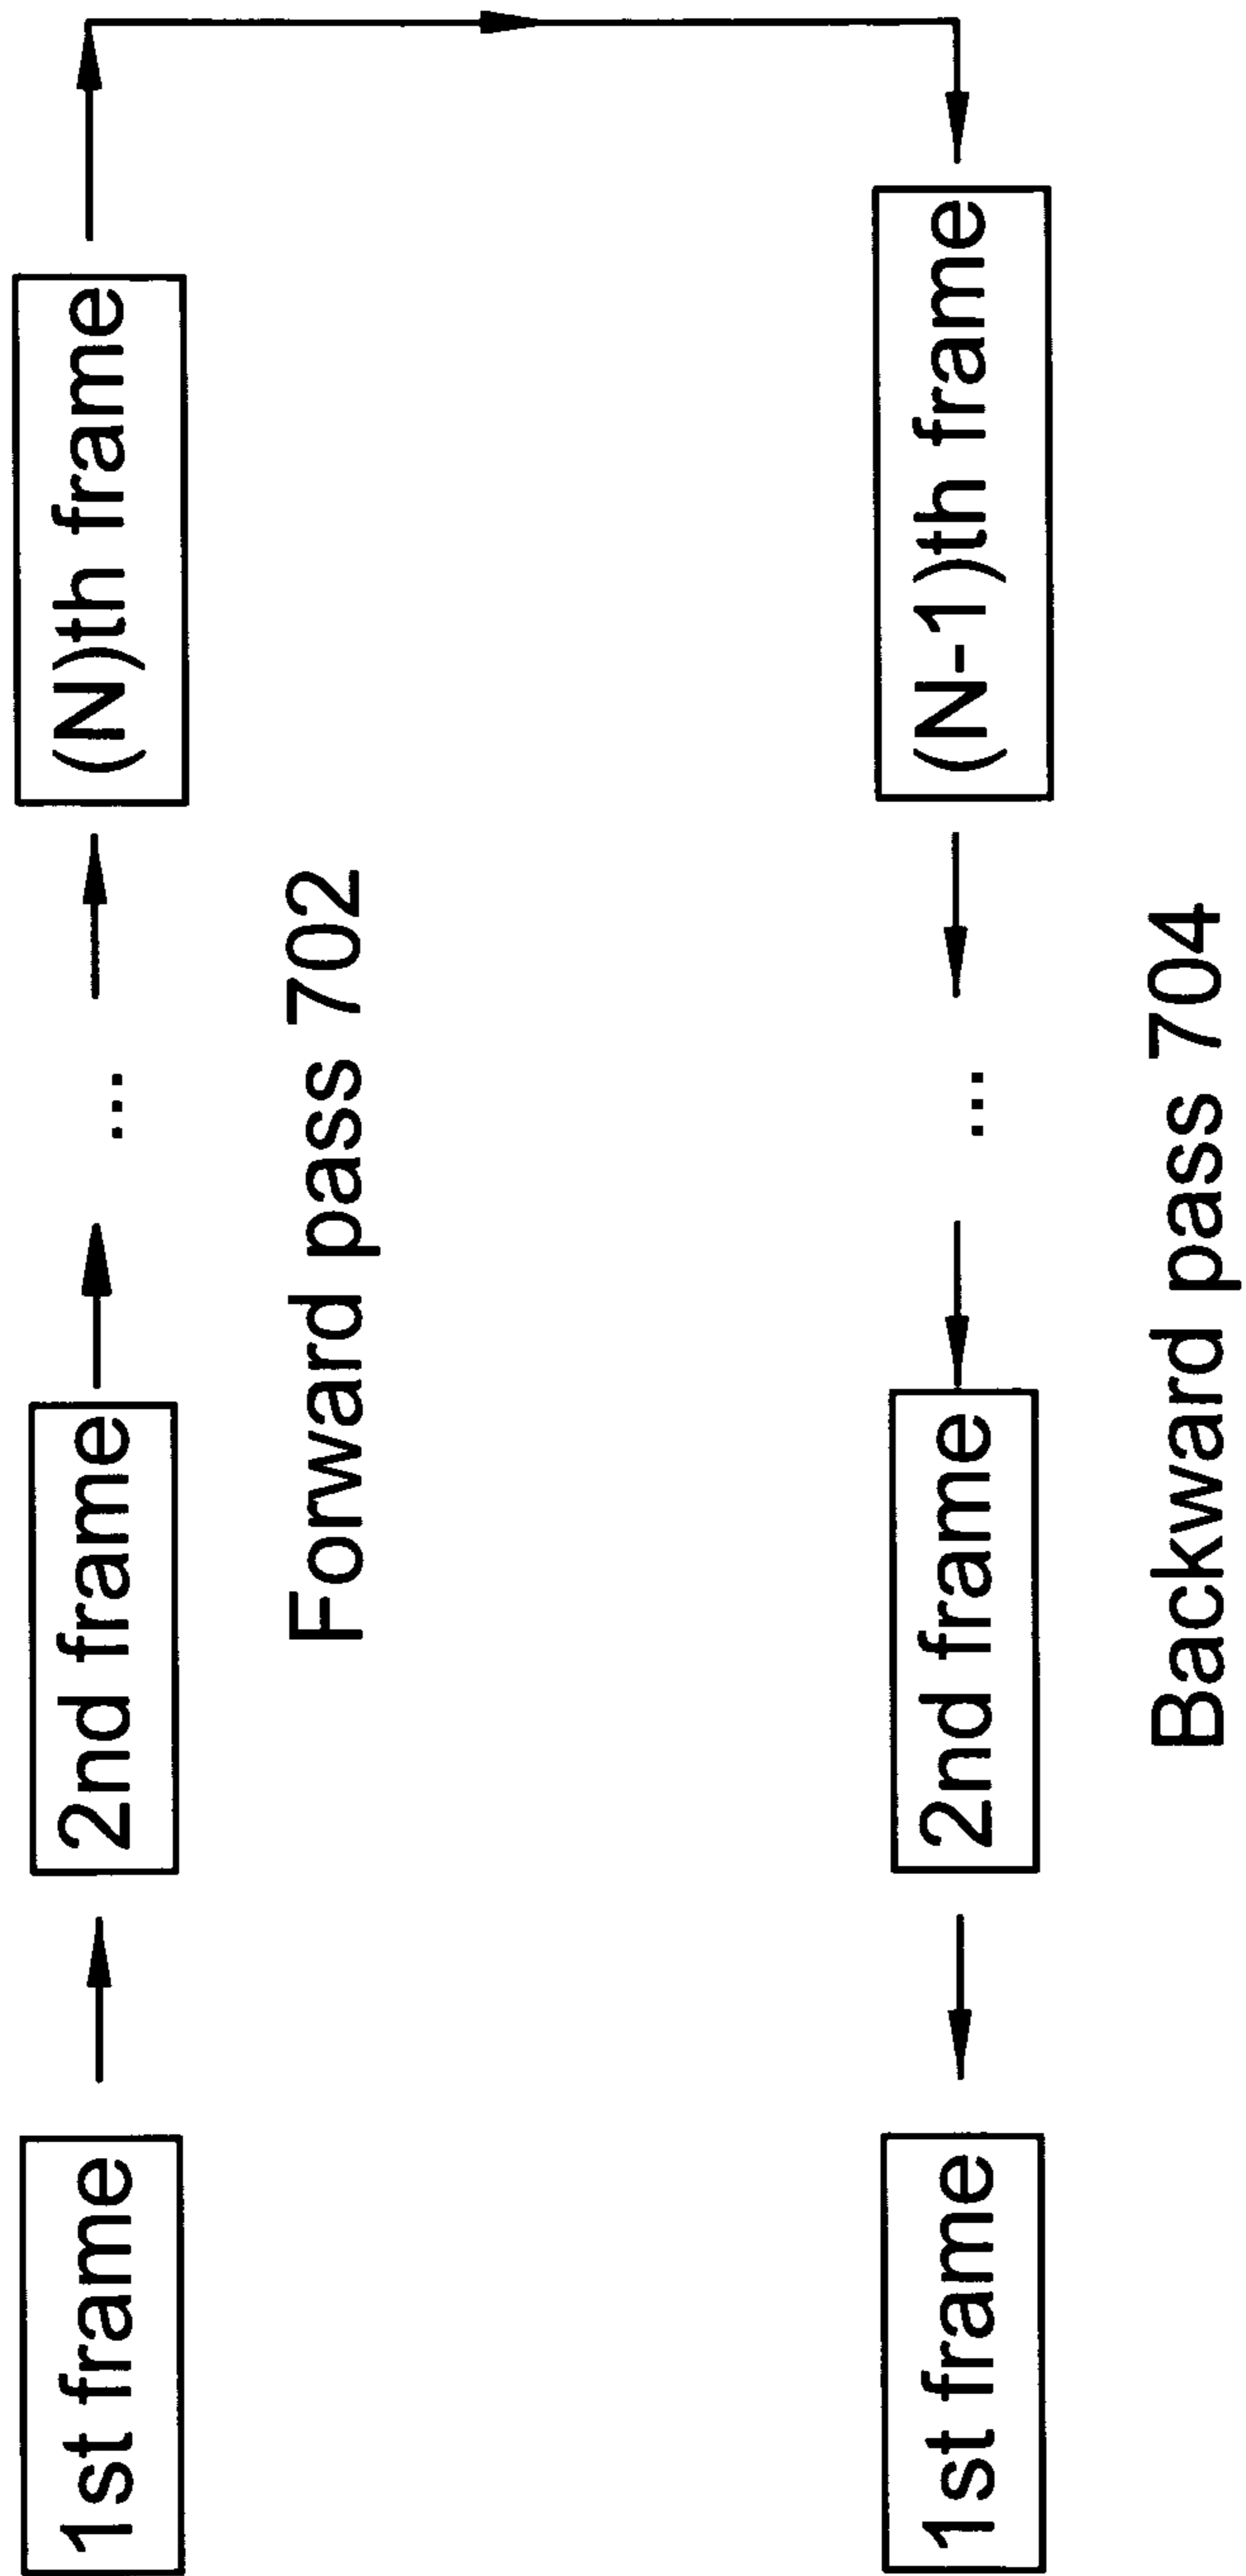 1st frame
2nd frame
...
(N)th frame
Forward pass 702
(N-1)th frame
...
2nd frame
1st frame
Backward pass 704